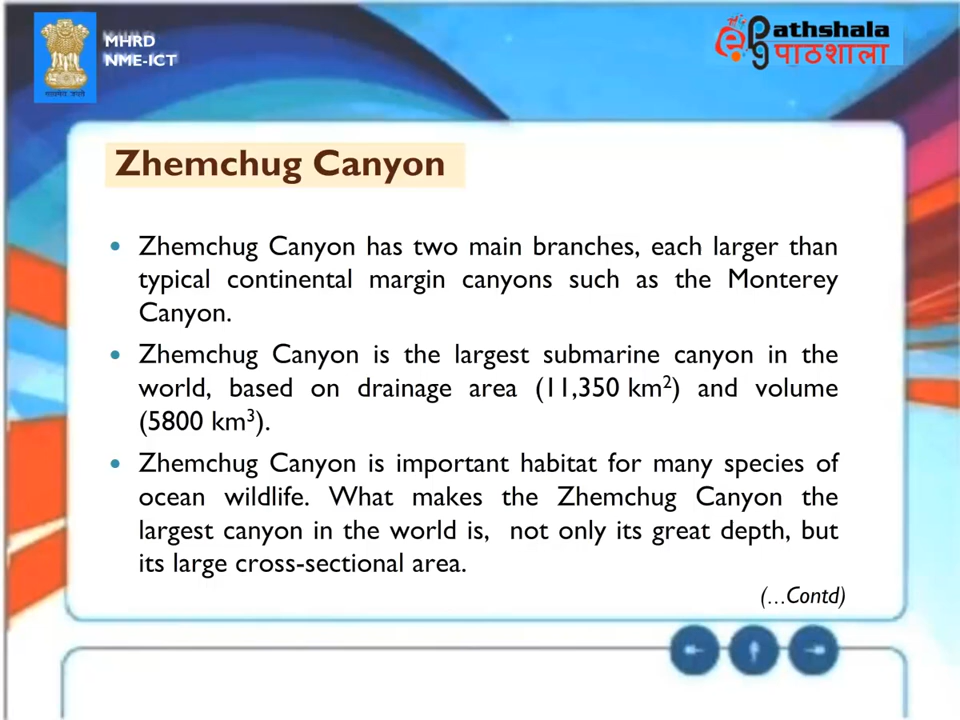 MHRD
NME-ICT
epg athshala
पाठशाला
Zhemchug Canyon
• Zhemchug Canyon has two main branches, each larger than
typical continental margin canyons such as the Monterey
Canyon.
• Zhemchug Canyon is the largest submarine canyon in the
world, based on drainage area (11,350 km²) and volume
(5800 km³).
• Zhemchug Canyon is important habitat for many species of
ocean wildlife. What makes the Zhemchug Canyon the
largest canyon in the world is, not only its great depth, but
its large cross-sectional area.
(...Contd)